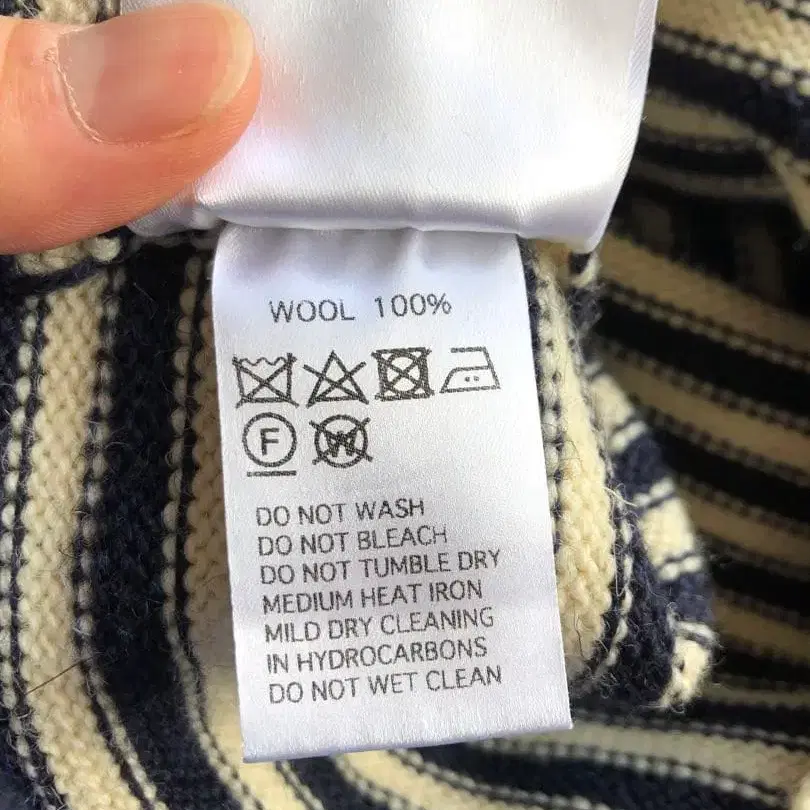 WOOL 100%
F W
DO NOT WASH
DO NOT BLEACH
DO NOT TUMBLE DRY
MEDIUM HEAT IRON
MILD DRY CLEANING
IN HYDROCARBONS
DO NOT WET CLEAN